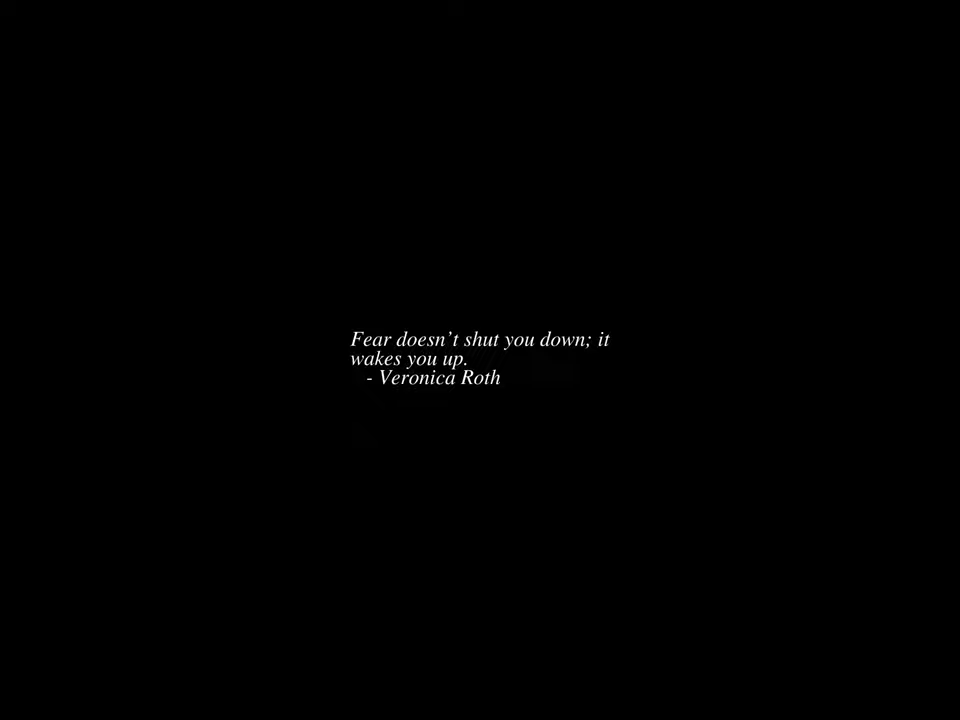 Fear doesn’t shut you down; it
wakes you up.
- Veronica Roth